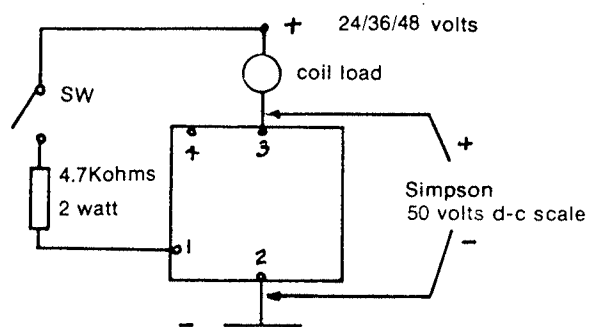 + 24/36/48 volts
SW
coil load
4 3
4.7Kohms
2 watt
+
Simpson
50 volts d-c scale
1
2
−
−